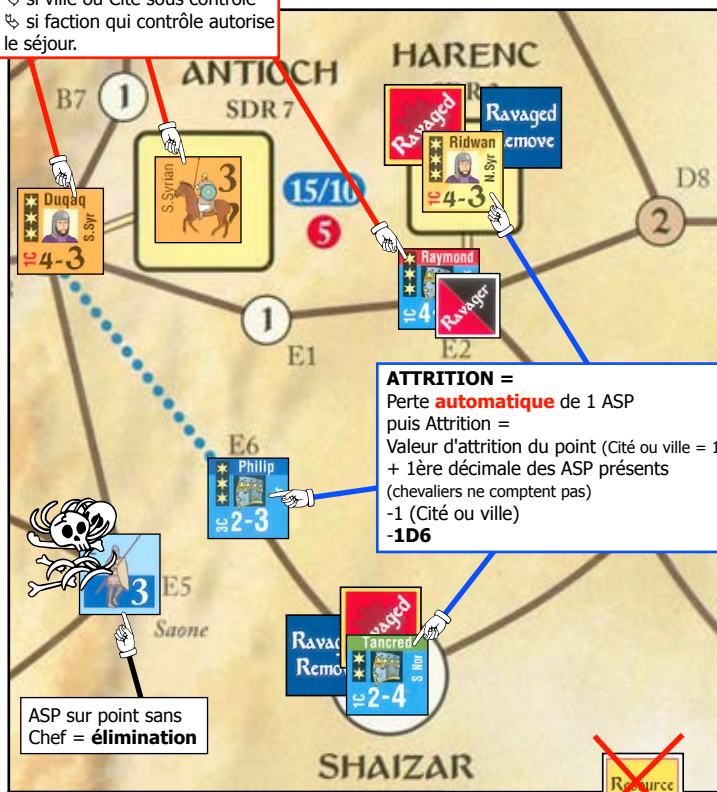 si ville ou Cité sous contrôle
si faction qui contrôle autorise
le séjour.
ANTIOCH
SDR 7
HARENC
B7
1
Ravaged
Ravaged
Remove
Ridwan
N.Syr
1C
4-3
S.Syrian
3
15/10
5
D8
2
Duqaq
S.Syr
1C
4-3
Raymond
1C
4-
Ravager
1
E1
E2
ATTRITION =
Perte automatique de 1 ASP
puis Attrition =
Valeur d'attrition du point (Cité ou ville = 1
+ 1ère décimale des ASP présents
(chevaliers ne comptent pas)
-1 (Cité ou ville)
-1D6
E6
Philip
3C
2-3
3
E5
Saone
Ravaged
Tancred
S Nor
1C
2-4
ASP sur point sans
Chef = élimination
SHAIZAR
Resource